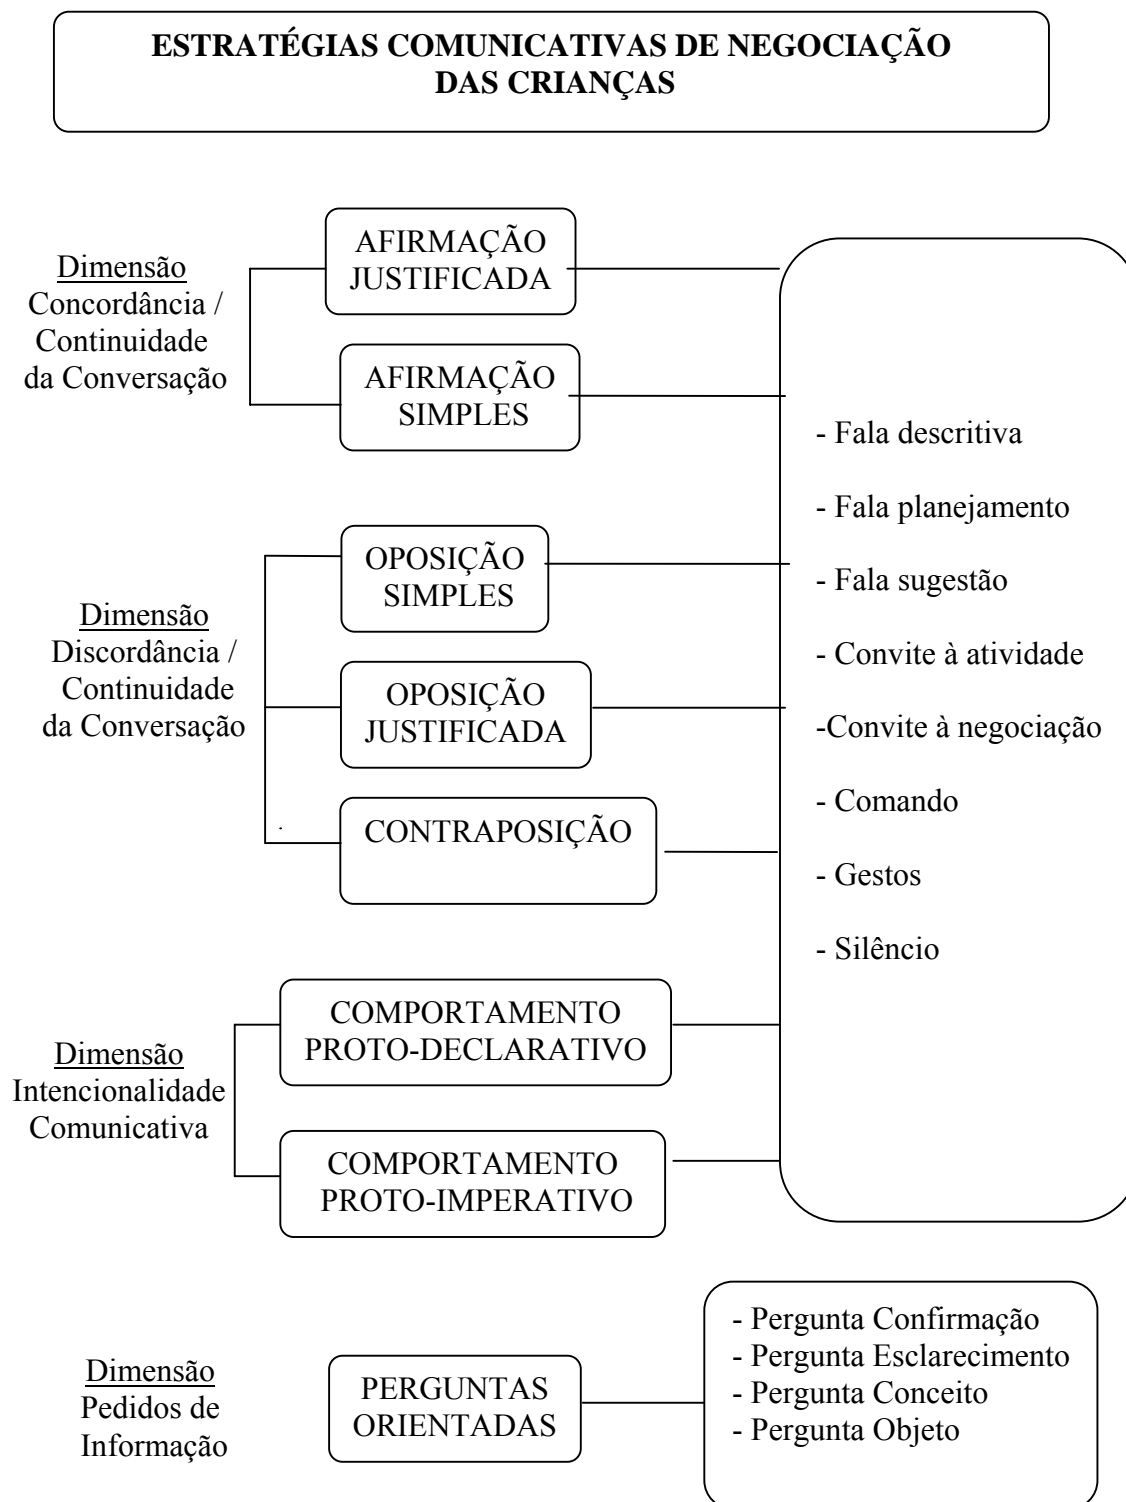 ESTRATÉGIAS COMUNICATIVAS DE NEGOCIAÇÃO
DAS CRIANÇAS
Dimensão
Concordância /
Continuidade
da Conversação
AFIRMAÇÃO
JUSTIFICADA
AFIRMAÇÃO
SIMPLES
Dimensão
Discordância /
Continuidade
da Conversação
OPOSIÇÃO
SIMPLES
OPOSIÇÃO
JUSTIFICADA
CONTRAPOSIÇÃO
Dimensão
Intencionalidade
Comunicativa
COMPORTAMENTO
PROTO-DECLARATIVO
COMPORTAMENTO
PROTO-IMPERATIVO
- Fala descritiva
- Fala planejamento
- Fala sugestão
- Convite à atividade
-Convite à negociação
- Comando
- Gestos
- Silêncio
Dimensão
Pedidos de
Informação
PERGUNTAS
ORIENTADAS
- Pergunta Confirmação
- Pergunta Esclarecimento
- Pergunta Conceito
- Pergunta Objeto